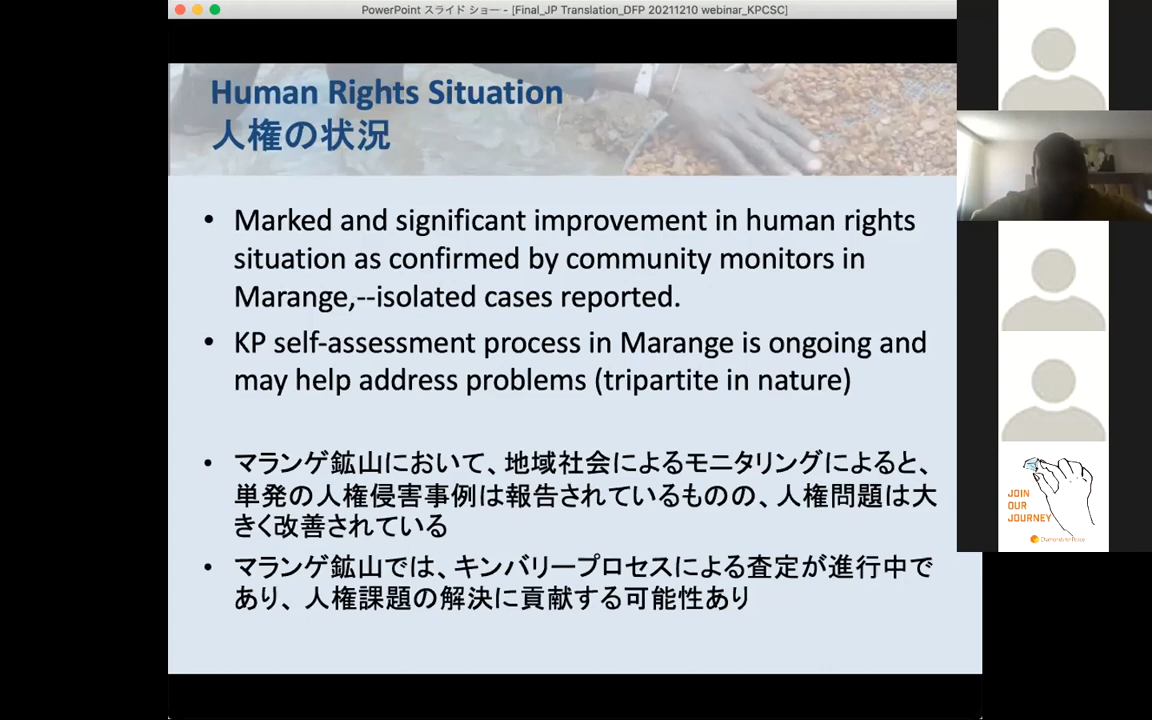 PowerPoint スライド ショー - [Final_JP Translation_DFP 20211210 webinar_KPCSC]
Human Rights Situation
人権の状況
• Marked and significant improvement in human rights
situation as confirmed by community monitors in
Marange,--isolated cases reported.
• KP self-assessment process in Marange is ongoing and
may help address problems (tripartite in nature)
• マランゲ鉱山において、地域社会によるモニタリングによると、
単発の人権侵害事例は報告されているものの、人権問題は大
きく改善されている
• マランゲ鉱山では、キンバリープロセスによる査定が進行中で
あり、人権課題の解決に貢献する可能性あり
JOIN
OUR
JOURNEY
Diamonds for Peace